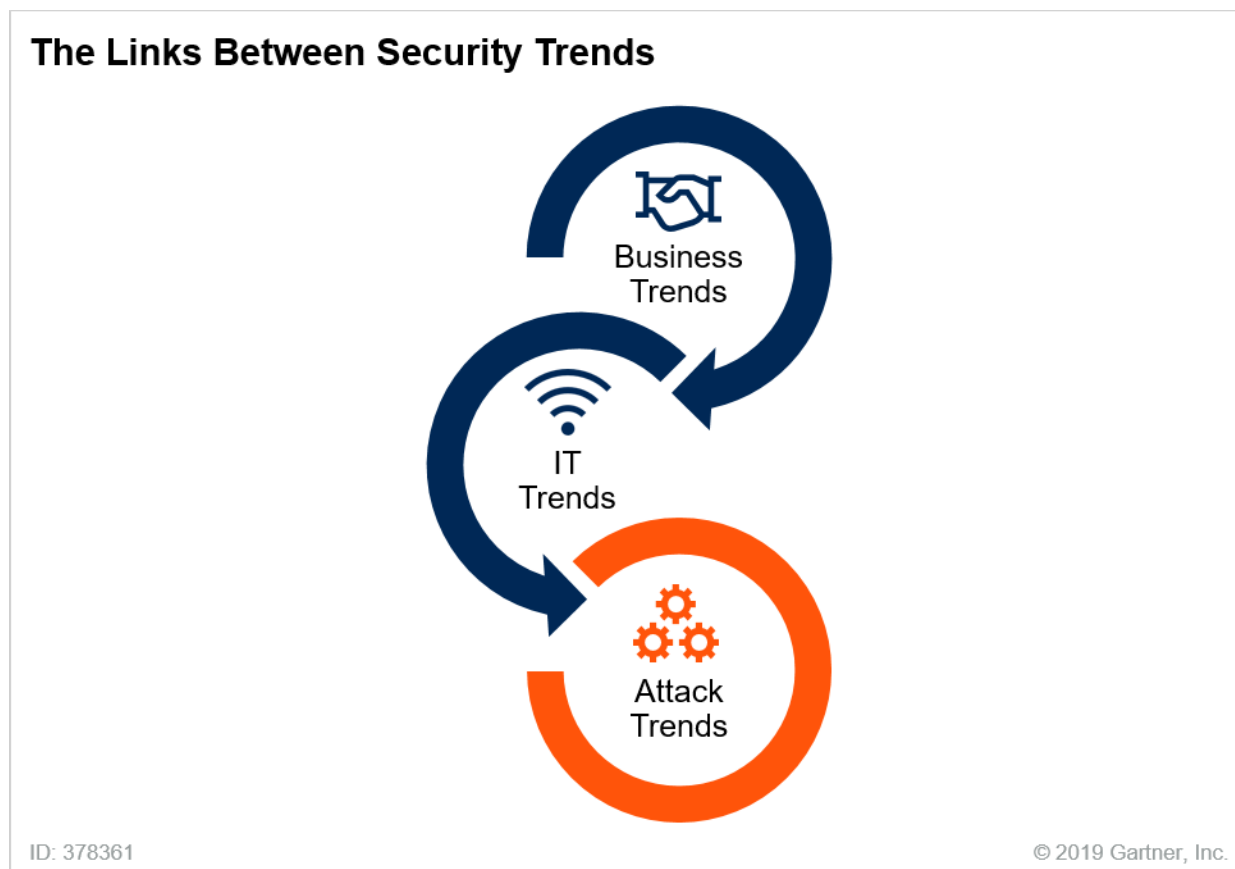 The Links Between Security Trends
Business
Trends
IT
Trends
Attack
Trends
ID: 378361
© 2019 Gartner, Inc.